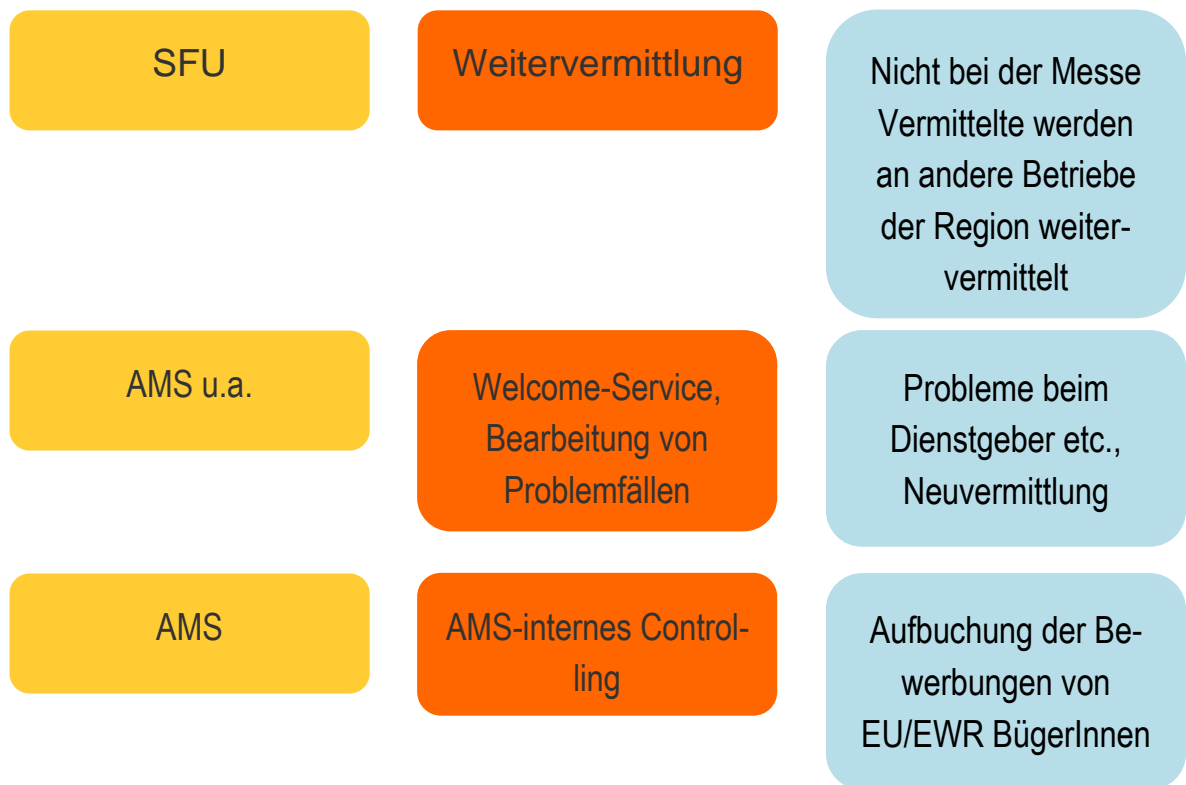 SFU
Weitervermittlung
Nicht bei der Messe
Vermittelte werden
an andere Betriebe
der Region weiter-
vermittelt
AMS u.a.
Welcome-Service,
Bearbeitung von
Problemfällen
Probleme beim
Dienstgeber etc.,
Neuvermittlung
AMS
AMS-internes Control-
ling
Aufbuchung der Be-
werbungen von
EU/EWR BügerInnen